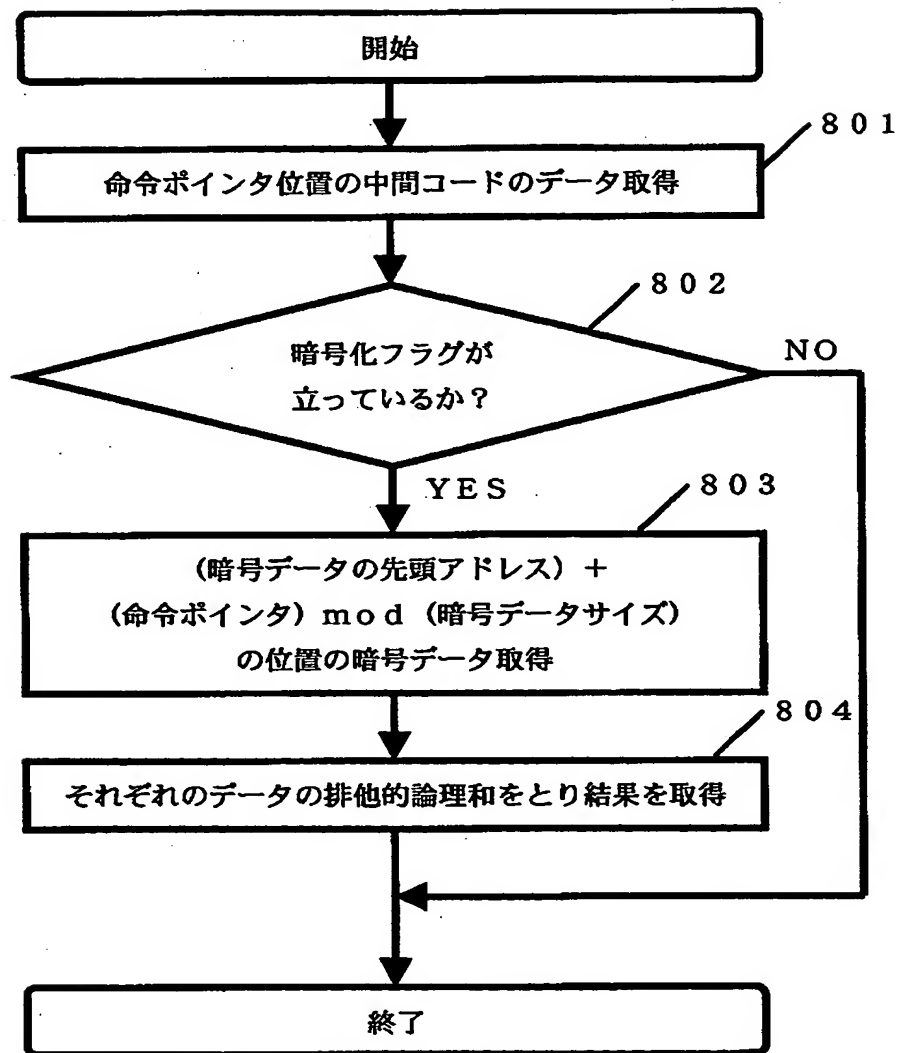 開始
801
命令ポインタ位置の中間コードのデータ取得
802
暗号化フラグが
立っているか?
NO
YES
803
(暗号データの先頭アドレス)+
(命令ポインタ)mod(暗号データサイズ)
の位置の暗号データ取得
804
それぞれのデータの排他的論理和をとり結果を取得
終了